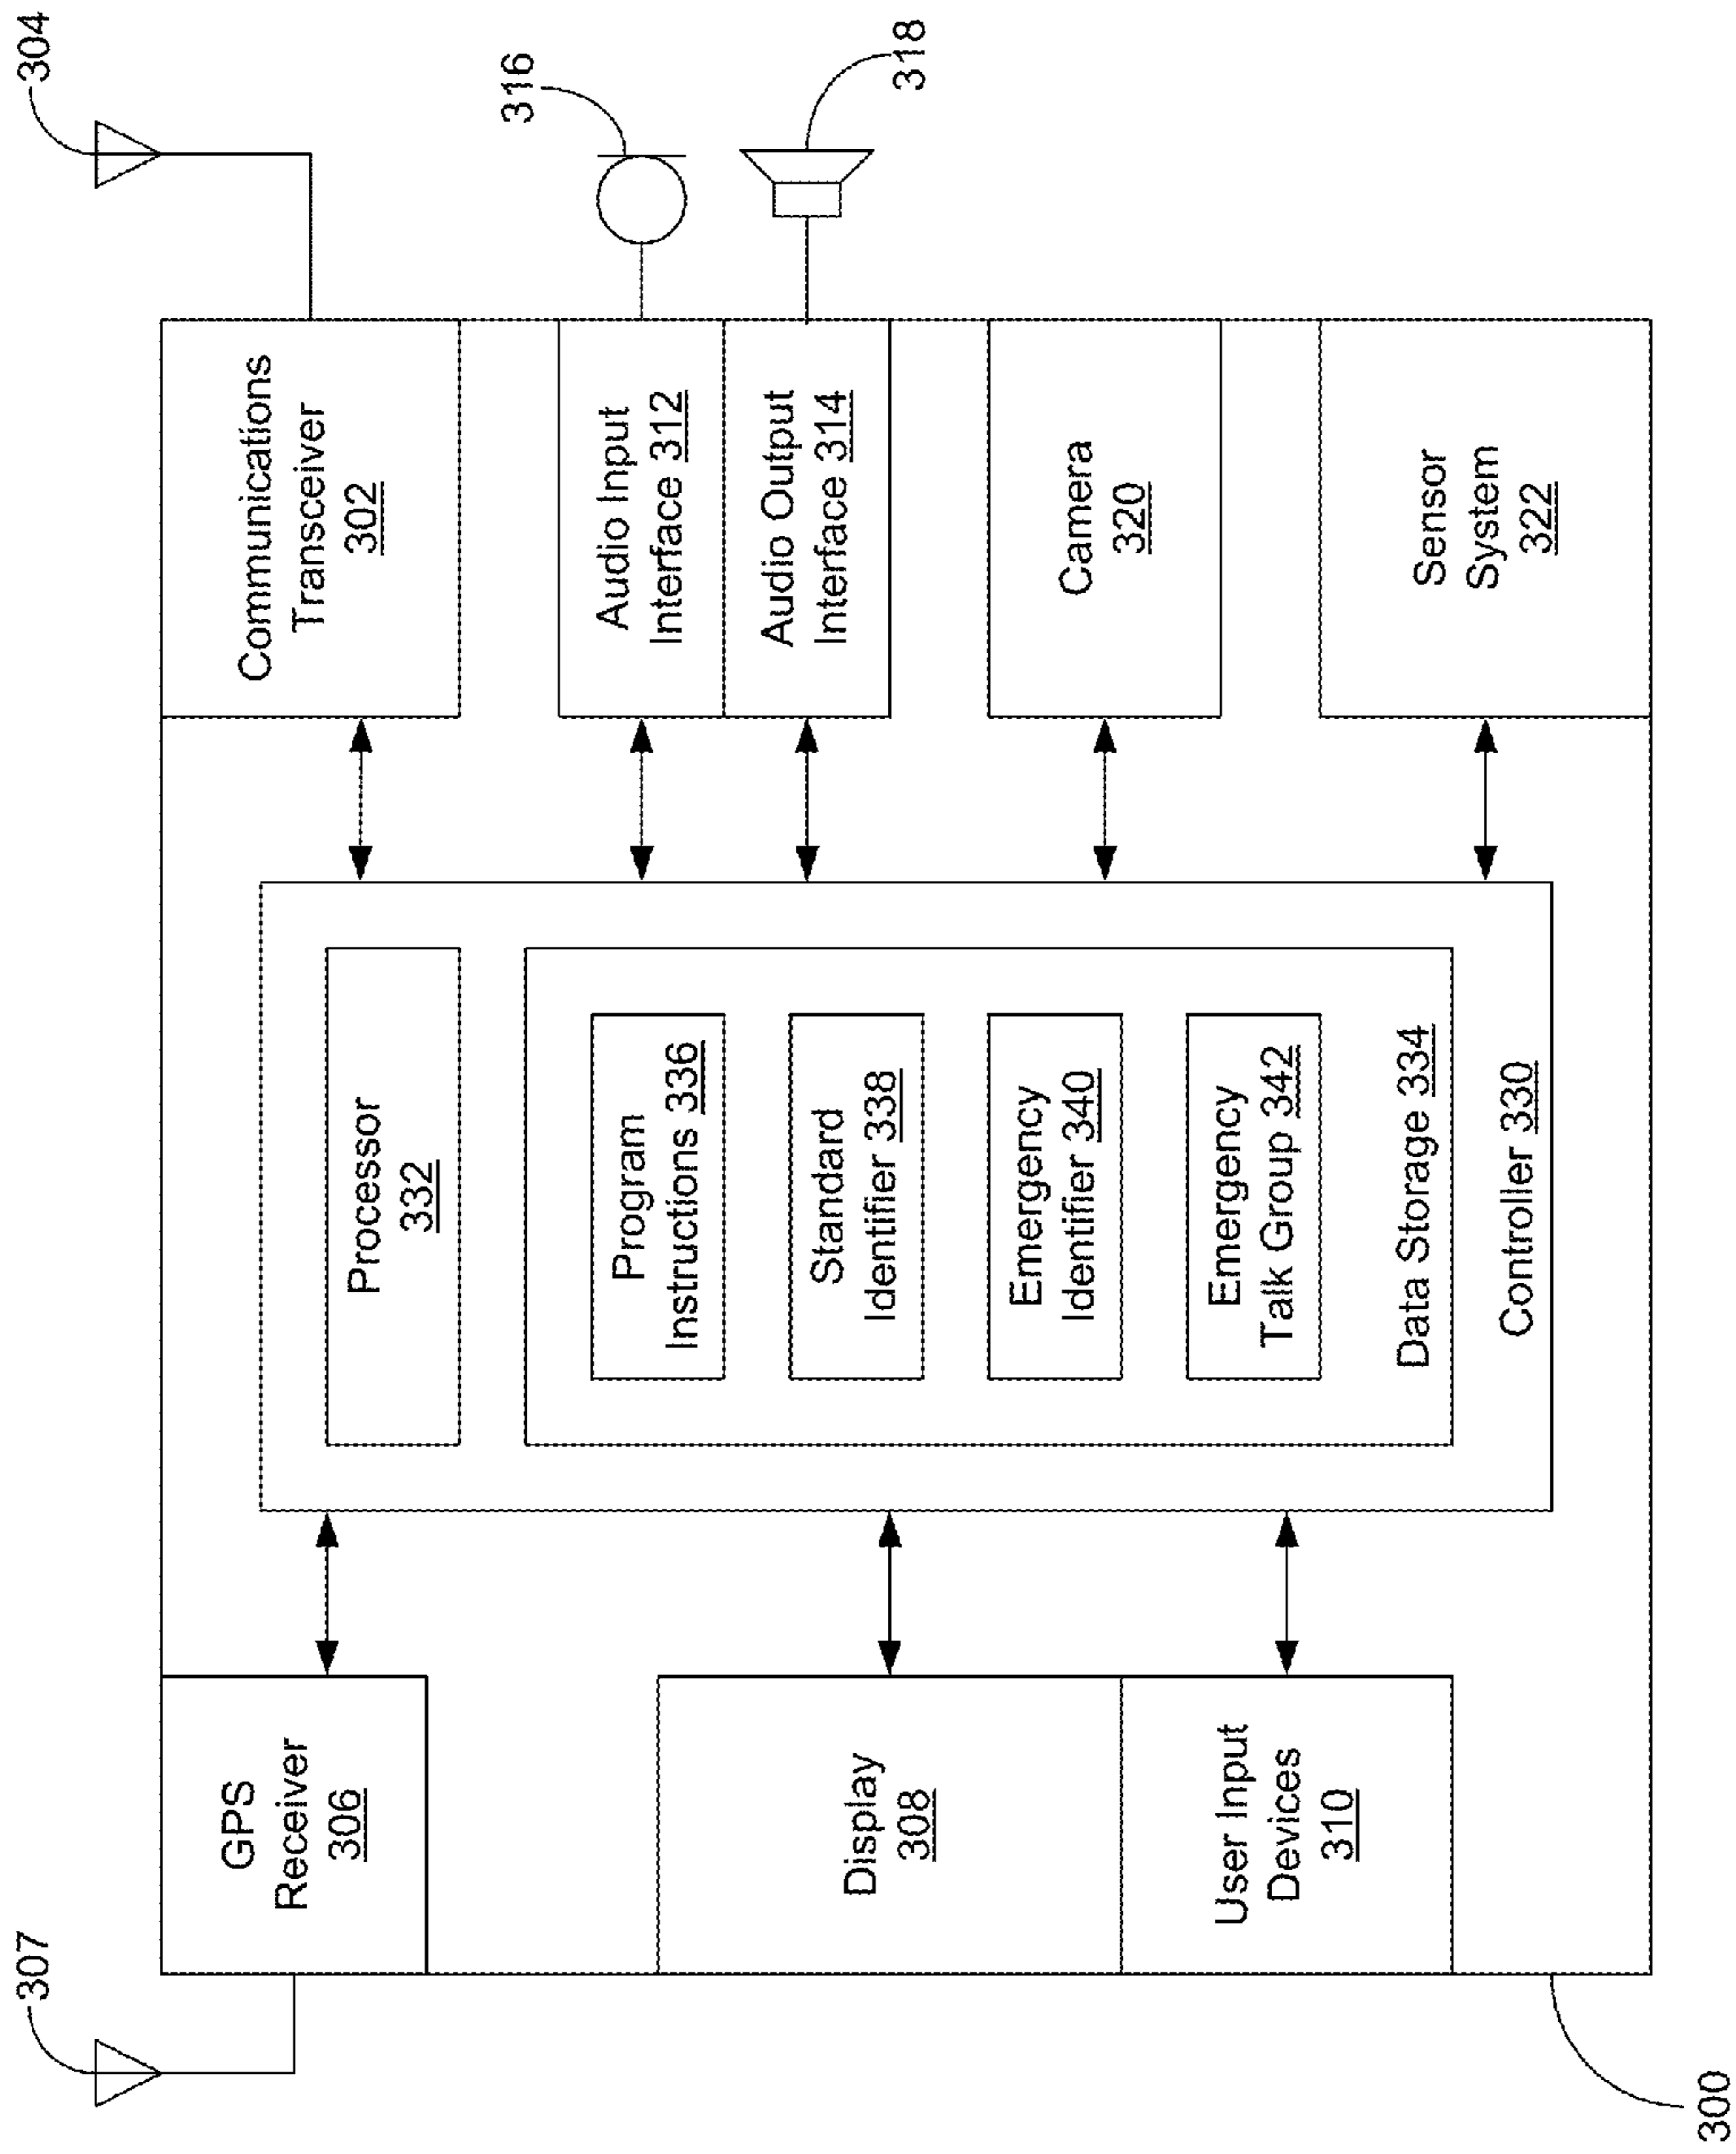 307
304
GPS
Receiver
306
Communications
Transceiver
302
316
318
Processor
332
Program
Instructions 336
Standard
Identifier 338
Emergency
Identifier 340
Emergency
Talk Group 342
Data Storage 334
Controller 330
Audio Input
Interface 312
Audio Output
Interface 314
Display
308
User Input
Devices
310
Camera
320
Sensor
System
322
300